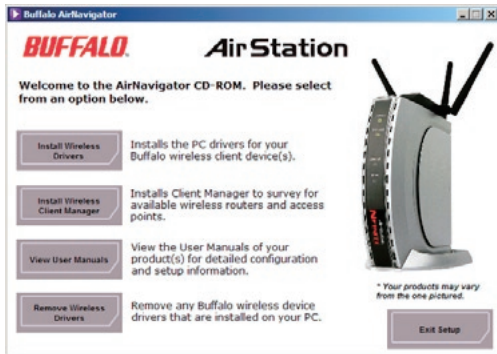 Buffalo AirNavigator
BUFFALO
AirStation
Welcome to the AirNavigator CD-ROM. Please select
from an option below.
Install Wireless
Drivers
Installs the PC drivers for your
Buffalo wireless client device(s).
Install Wireless
Client Manager
Installs Client Manager to survey for
available wireless routers and access
points.
View User Manuals
View the User Manuals of your
product(s) for detailed configuration
and setup information.
Remove Wireless
Drivers
Remove any Buffalo wireless device
drivers that are installed on your PC.
* Your products may vary
from the one pictured.
Exit Setup